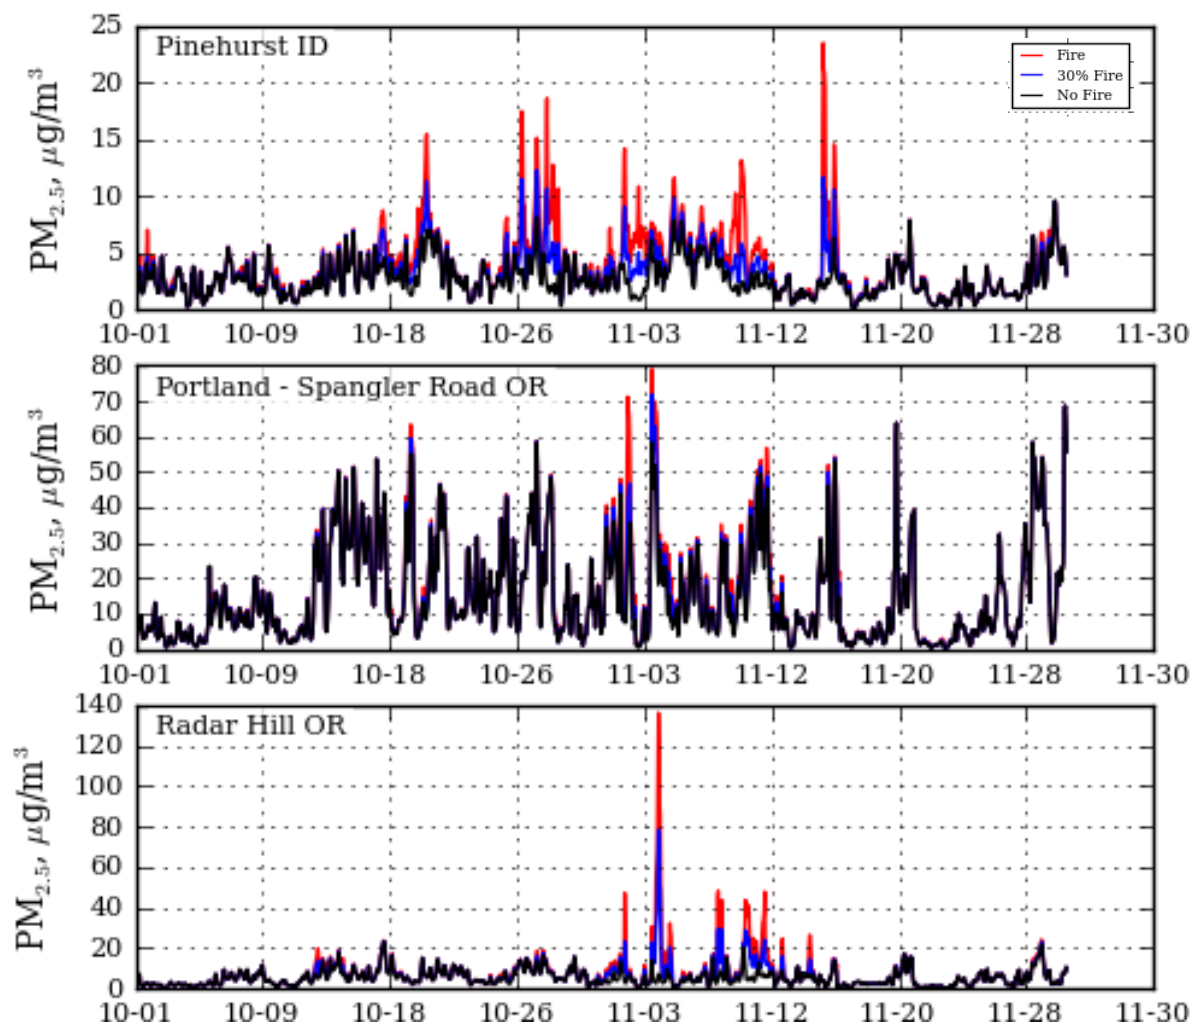 25
20
15
10
5
0
PM2.5, μg/m³
Pinehurst ID
Fire
30% Fire
No Fire
10-01 10-09 10-18 10-26 11-03 11-12 11-20 11-28 11-30
80
70
60
50
40
30
20
10
0
PM2.5, μg/m³
Portland - Spangler Road OR
10-01 10-09 10-18 10-26 11-03 11-12 11-20 11-28 11-30
140
120
100
80
60
40
20
0
PM2.5, μg/m³
Radar Hill OR
10-01 10-09 10-18 10-26 11-03 11-12 11-20 11-28 11-30